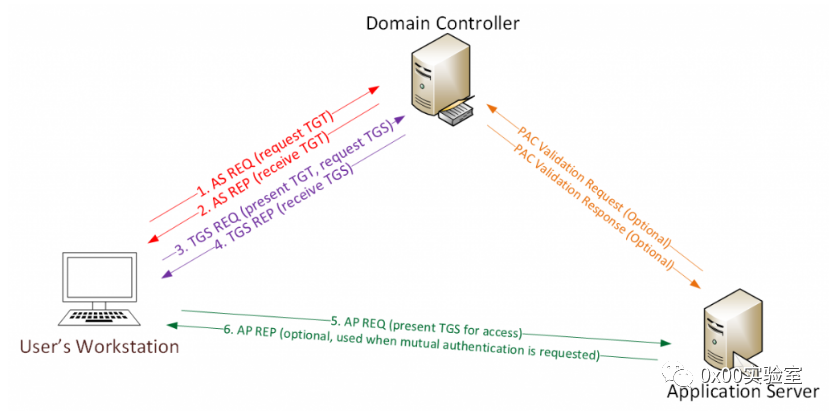 Domain Controller
1. AS REQ (request TGT)
2. AS REP (receive TGT)
3. TGS REQ (present TGT, request TGS)
4. TGS REP (receive TGS)
PAC Validation Request (Optional)
PAC Validation Response (Optional)
5. AP REQ (present TGS for access)
6. AP REP (optional, used when mutual authentication is requested)
User's Workstation
0x00实验室
Application Server